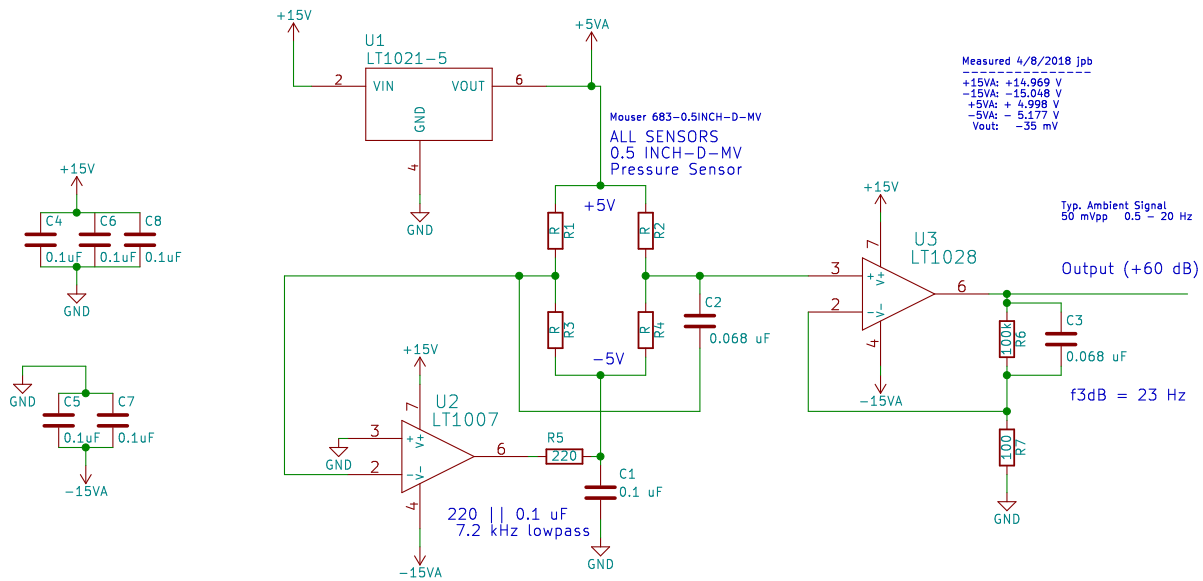 +15V
U1
LT1021-5
2
VIN
VOUT
6
GND
4
GND
+5VA
Mouser 683-0.5INCH-D-MV
ALL SENSORS
0.5 INCH-D-MV
Pressure Sensor
Measured 4/8/2018 jpb
--------------------
+15VA: +14.969 V
-15VA: -15.048 V
+5VA: + 4.998 V
-5VA: - 5.177 V
Vout: -35 mV
+15V
C4
C6
C8
0.1uF
0.1uF
0.1uF
GND
+5V
R
R1
R
R2
R
R3
R
R4
-5V
C2
0.068 uF
+15V
U3
LT1028
7
3
+
V+
2
-
V-
4
6
-15VA
Typ. Ambient Signal
50 mVpp 0.5 - 20 Hz
Output (+60 dB)
100k
R6
C3
0.068 uF
f3dB = 23 Hz
100
R7
GND
GND
C5
C7
0.1uF
0.1uF
-15VA
+15V
U2
LT1007
7
3
+
V+
GND
2
-
V-
4
6
-15VA
R5
220
C1
0.1 uF
GND
220 || 0.1 uF
7.2 kHz lowpass